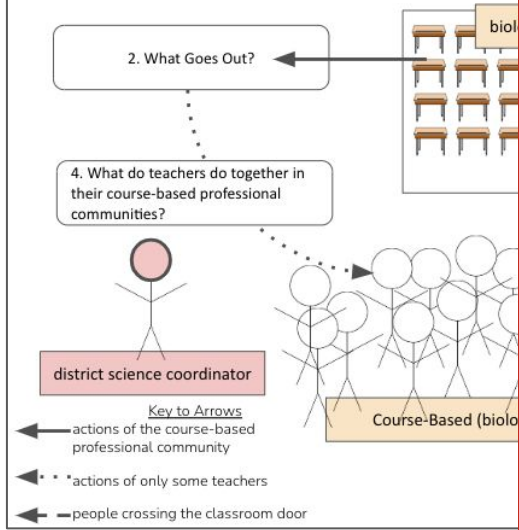 biol
2. What Goes Out?
4. What do teachers do together in
their course-based professional
communities?
district science coordinator
Key to Arrows
actions of the course-based
professional community
Course-Based (biolo
actions of only some teachers
people crossing the classroom door